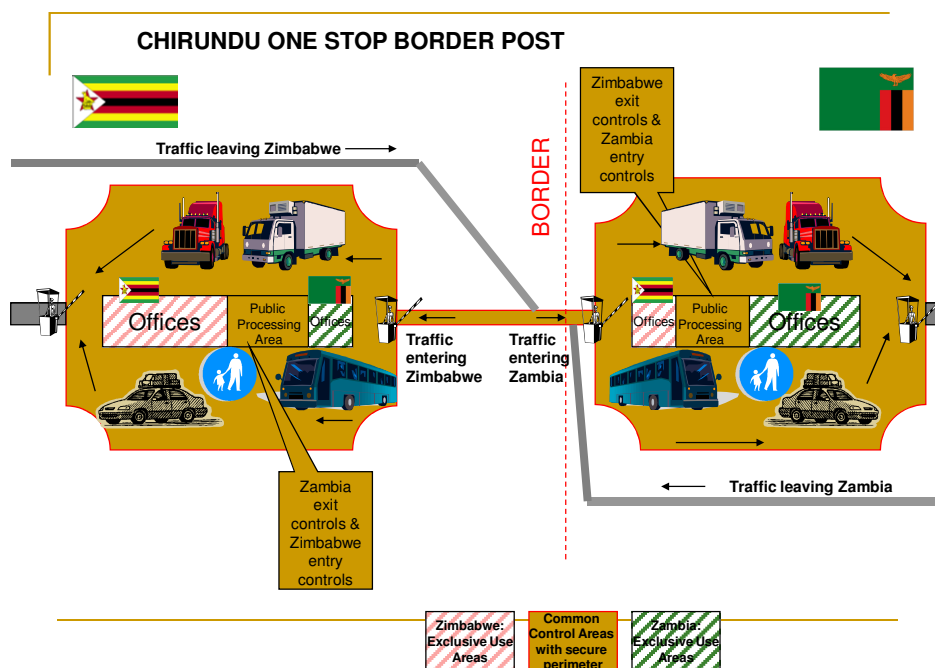 CHIRUNDU ONE STOP BORDER POST
Zimbabwe
exit
controls &
Zambia
entry
controls
Traffic leaving Zimbabwe
BORDER
Offices
Public
Processing
Area
Offices
Offices
Public
Processing
Area
Offices
Traffic
entering
Zimbabwe
Traffic
entering
Zambia
Zambia
exit
controls &
Zimbabwe
entry
controls
Traffic leaving Zambia
Zimbabwe:
Exclusive Use
Areas
Common
Control Areas
with secure
perimeter
Zambia:
Exclusive Use
Areas